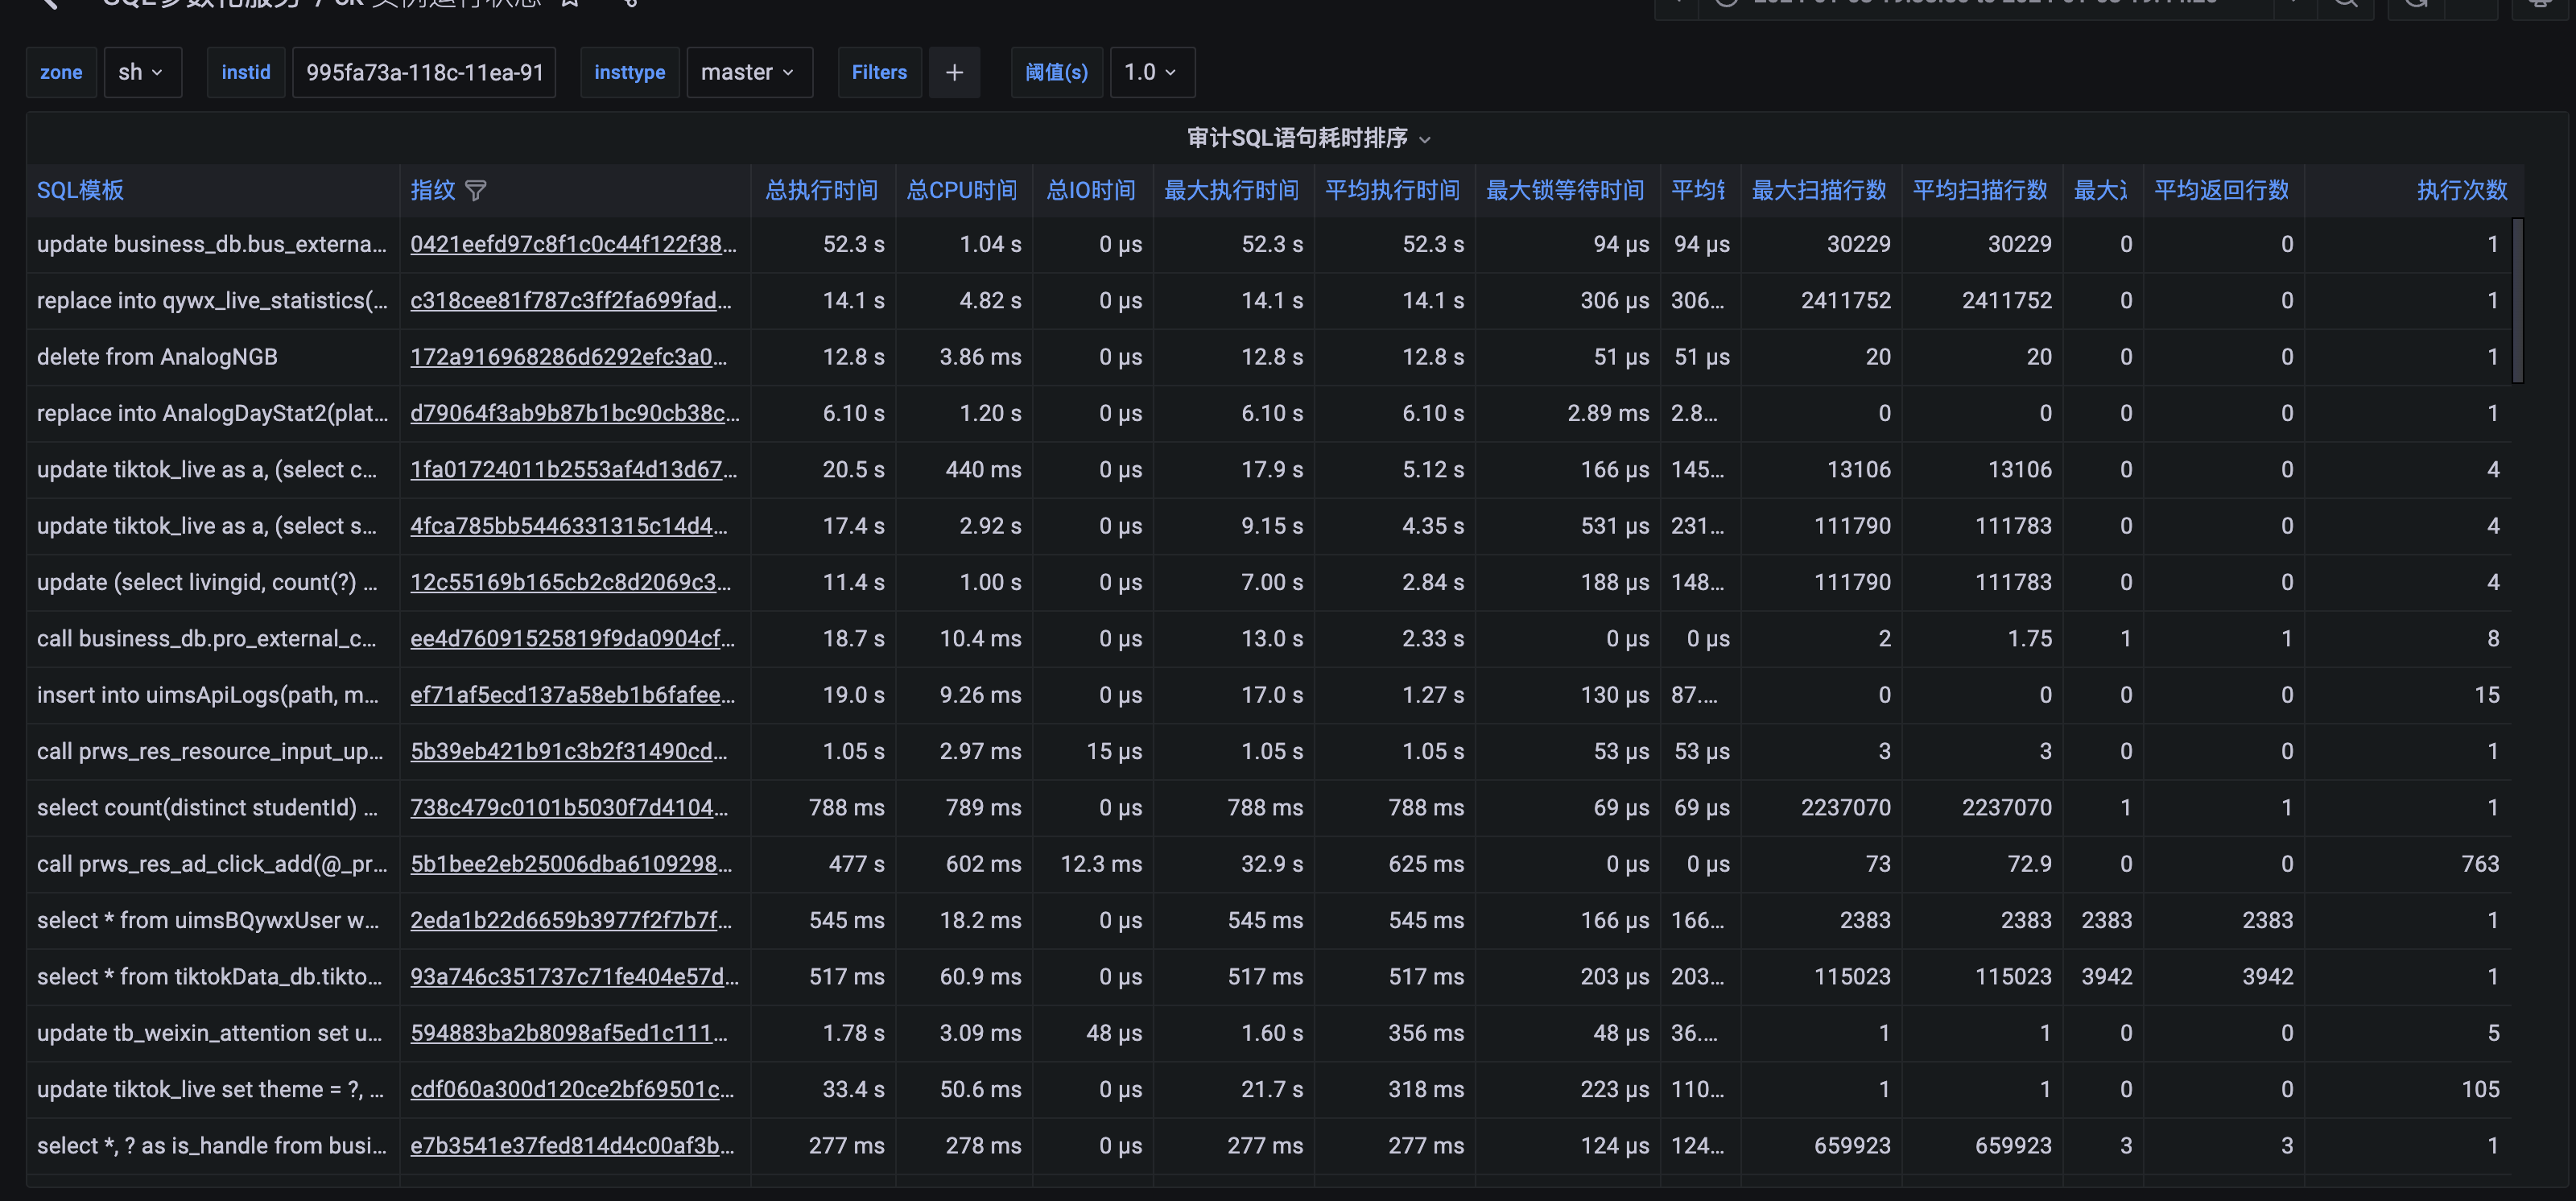 SQL参数化服务 / sk 实例运行状态
zone sh instid 995fa73a-118c-11ea-91 insttype master Filters + 阈值(s) 1.0
审计SQL语句耗时排序
SQL模板 指纹 总执行时间 总CPU时间 总IO时间 最大执行时间 平均执行时间 最大锁等待时间 平均 最大扫描行数 平均扫描行数 最大 平均返回行数 执行次数
update business_db.bus_externa... 0421eefd97c8f1c0c44f122f38... 52.3 s 1.04 s 0 µs 52.3 s 52.3 s 94 µs 94 µs 30229 30229 0 0 1
replace into qywx_live_statistics(... c318cee81f787c3ff2fa699fad... 14.1 s 4.82 s 0 µs 14.1 s 14.1 s 306 µs 306... 2411752 2411752 0 0 1
delete from AnalogNGB 172a916968286d6292efc3a0... 12.8 s 3.86 ms 0 µs 12.8 s 12.8 s 51 µs 51 µs 20 20 0 0 1
replace into AnalogDayStat2(plat... d79064f3ab9b87b1bc90cb38c... 6.10 s 1.20 s 0 µs 6.10 s 6.10 s 2.89 ms 2.8... 0 0 0 0 1
update tiktok_live as a, (select c... 1fa01724011b2553af4d13d67... 20.5 s 440 ms 0 µs 17.9 s 5.12 s 166 µs 145... 13106 13106 0 0 4
update tiktok_live as a, (select s... 4fca785bb5446331315c14d4... 17.4 s 2.92 s 0 µs 9.15 s 4.35 s 531 µs 231... 111790 111783 0 0 4
update (select livingid, count(?) ... 12c55169b165cb2c8d2069c3... 11.4 s 1.00 s 0 µs 7.00 s 2.84 s 188 µs 148... 111790 111783 0 0 4
call business_db.pro_external_c... ee4d76091525819f9da0904cf... 18.7 s 10.4 ms 0 µs 13.0 s 2.33 s 0 µs 0 µs 2 1.75 1 1 8
insert into uimsApiLogs(path, m... ef71af5ecd137a58eb1b6fafee... 19.0 s 9.26 ms 0 µs 17.0 s 1.27 s 130 µs 87.... 0 0 0 0 15
call prws_res_resource_input_up... 5b39eb421b91c3b2f31490cd... 1.05 s 2.97 ms 15 µs 1.05 s 1.05 s 53 µs 53 µs 3 3 0 0 1
select count(distinct studentId) ... 738c479c0101b5030f7d4104... 788 ms 789 ms 0 µs 788 ms 788 ms 69 µs 69 µs 2237070 2237070 1 1 1
call prws_res_ad_click_add(@_pr... 5b1bee2eb25006dba6109298... 477 s 602 ms 12.3 ms 32.9 s 625 ms 0 µs 0 µs 73 72.9 0 0 763
select * from uimsBQywxUser w... 2eda1b22d6659b3977f2f7b7f... 545 ms 18.2 ms 0 µs 545 ms 545 ms 166 µs 166... 2383 2383 2383 2383 1
select * from tiktokData_db.tikto... 93a746c351737c71fe404e57d... 517 ms 60.9 ms 0 µs 517 ms 517 ms 203 µs 203... 115023 115023 3942 3942 1
update tb_weixin_attention set u... 594883ba2b8098af5ed1c111... 1.78 s 3.09 ms 48 µs 1.60 s 356 ms 48 µs 36.... 1 1 0 0 5
update tiktok_live set theme = ?, ... cdf060a300d120ce2bf69501c... 33.4 s 50.6 ms 0 µs 21.7 s 318 ms 223 µs 110... 1 1 0 0 105
select *, ? as is_handle from busi... e7b3541e37fed814d4c00af3b... 277 ms 278 ms 0 µs 277 ms 277 ms 124 µs 124... 659923 659923 3 3 1